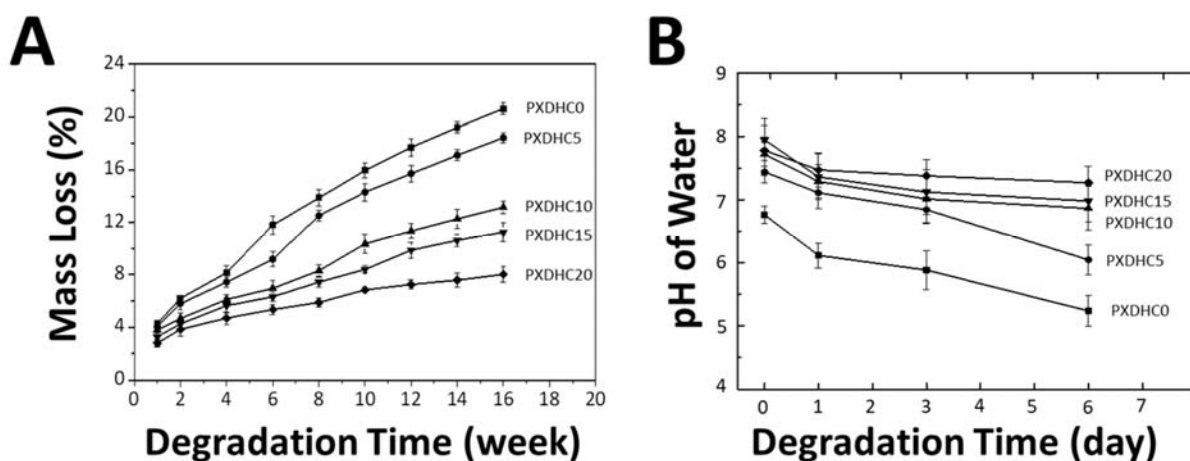 A
Mass Loss (%)
24
20
16
12
8
4
0
PXDHC0
PXDHC5
PXDHC10
PXDHC15
PXDHC20
2 4 6 8 10 12 14 16 18 20
Degradation Time (week)
B
pH of Water
9
8
7
6
5
4
PXDHC20
PXDHC15
PXDHC10
PXDHC5
PXDHC0
0 1 2 3 4 5 6 7
Degradation Time (day)